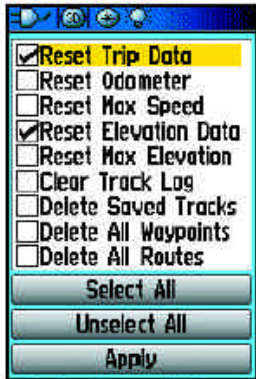 3D
Reset Trip Data
Reset Odometer
Reset Max Speed
Reset Elevation Data
Reset Max Elevation
Clear Track Log
Delete Saved Tracks
Delete All Waypoints
Delete All Routes
Select All
Unselect All
Apply